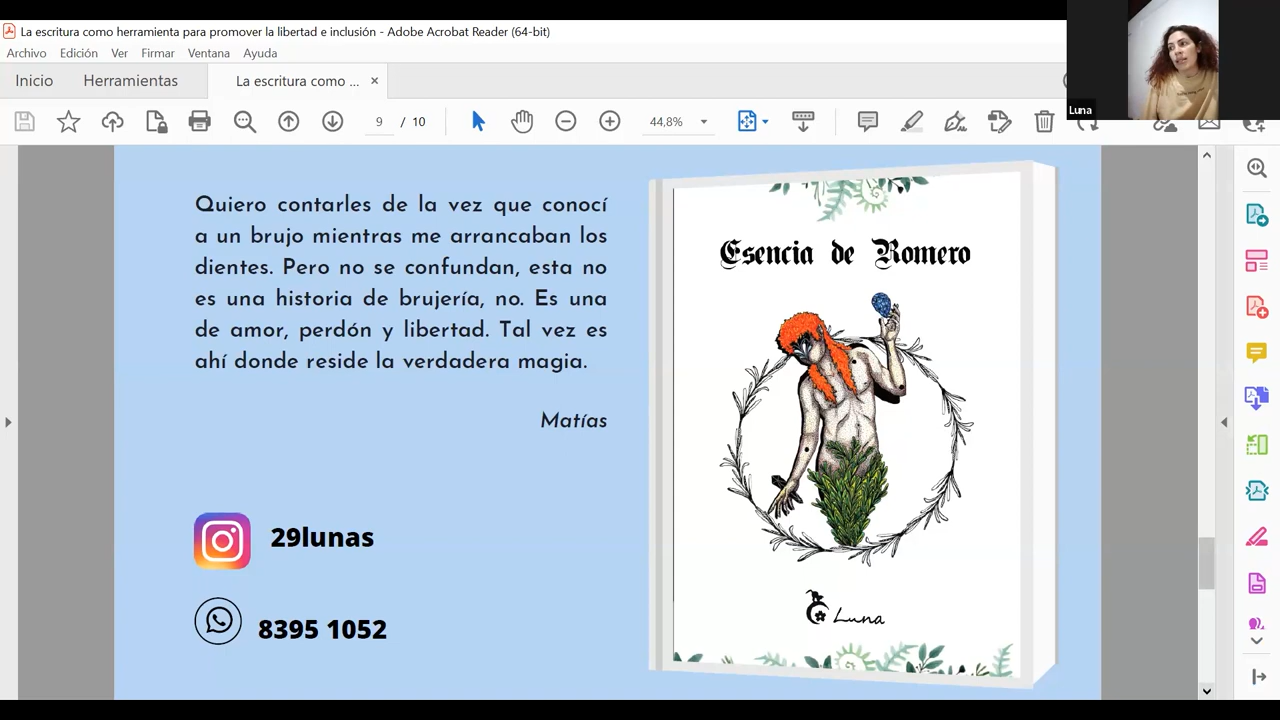 La escritura como herramienta para promover la libertad e inclusión - Adobe Acrobat Reader (64-bit)
Archivo Edición Ver Firmar Ventana Ayuda
Inicio Herramientas La escritura como ... ×
9 / 10 44,8%
Luna
Quiero contarles de la vez que conocí
a un brujo mientras me arrancaban los
dientes. Pero no se confundan, esta no
es una historia de brujería, no. Es una
de amor, perdón y libertad. Tal vez es
ahí donde reside la verdadera magia.
Matías
29lunas
8395 1052
Esencia de Romero
Luna